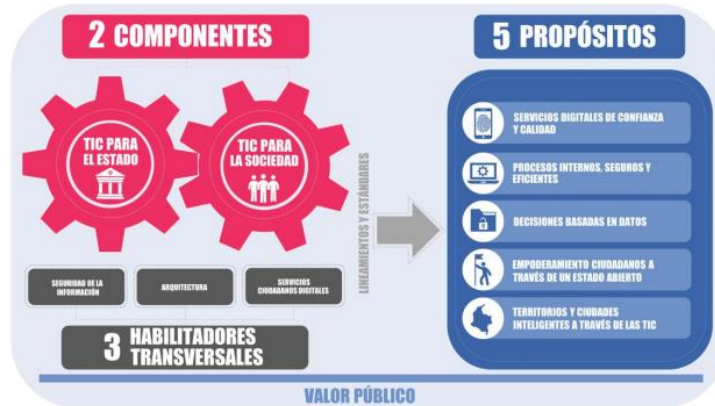 2 COMPONENTES
TIC PARA
EL ESTADO
TIC PARA
LA SOCIEDAD
SEGURIDAD DE LA
INFORMACIÓN
ARQUITECTURA
SERVICIOS
CIUDADANOS DIGITALES
3 HABILITADORES
TRANSVERSALES
LINEAMIENTOS Y ESTÁNDARES
5 PROPÓSITOS
SERVICIOS DIGITALES DE CONFIANZA
Y CALIDAD
PROCESOS INTERNOS, SEGUROS Y
EFICIENTES
DECISIONES BASADAS EN DATOS
EMPODERAMIENTO CIUDADANOS A
TRAVÉS DE UN ESTADO ABIERTO
TERRITORIOS Y CIUDADES
INTELIGENTES A TRAVÉS DE LAS TIC
VALOR PÚBLICO